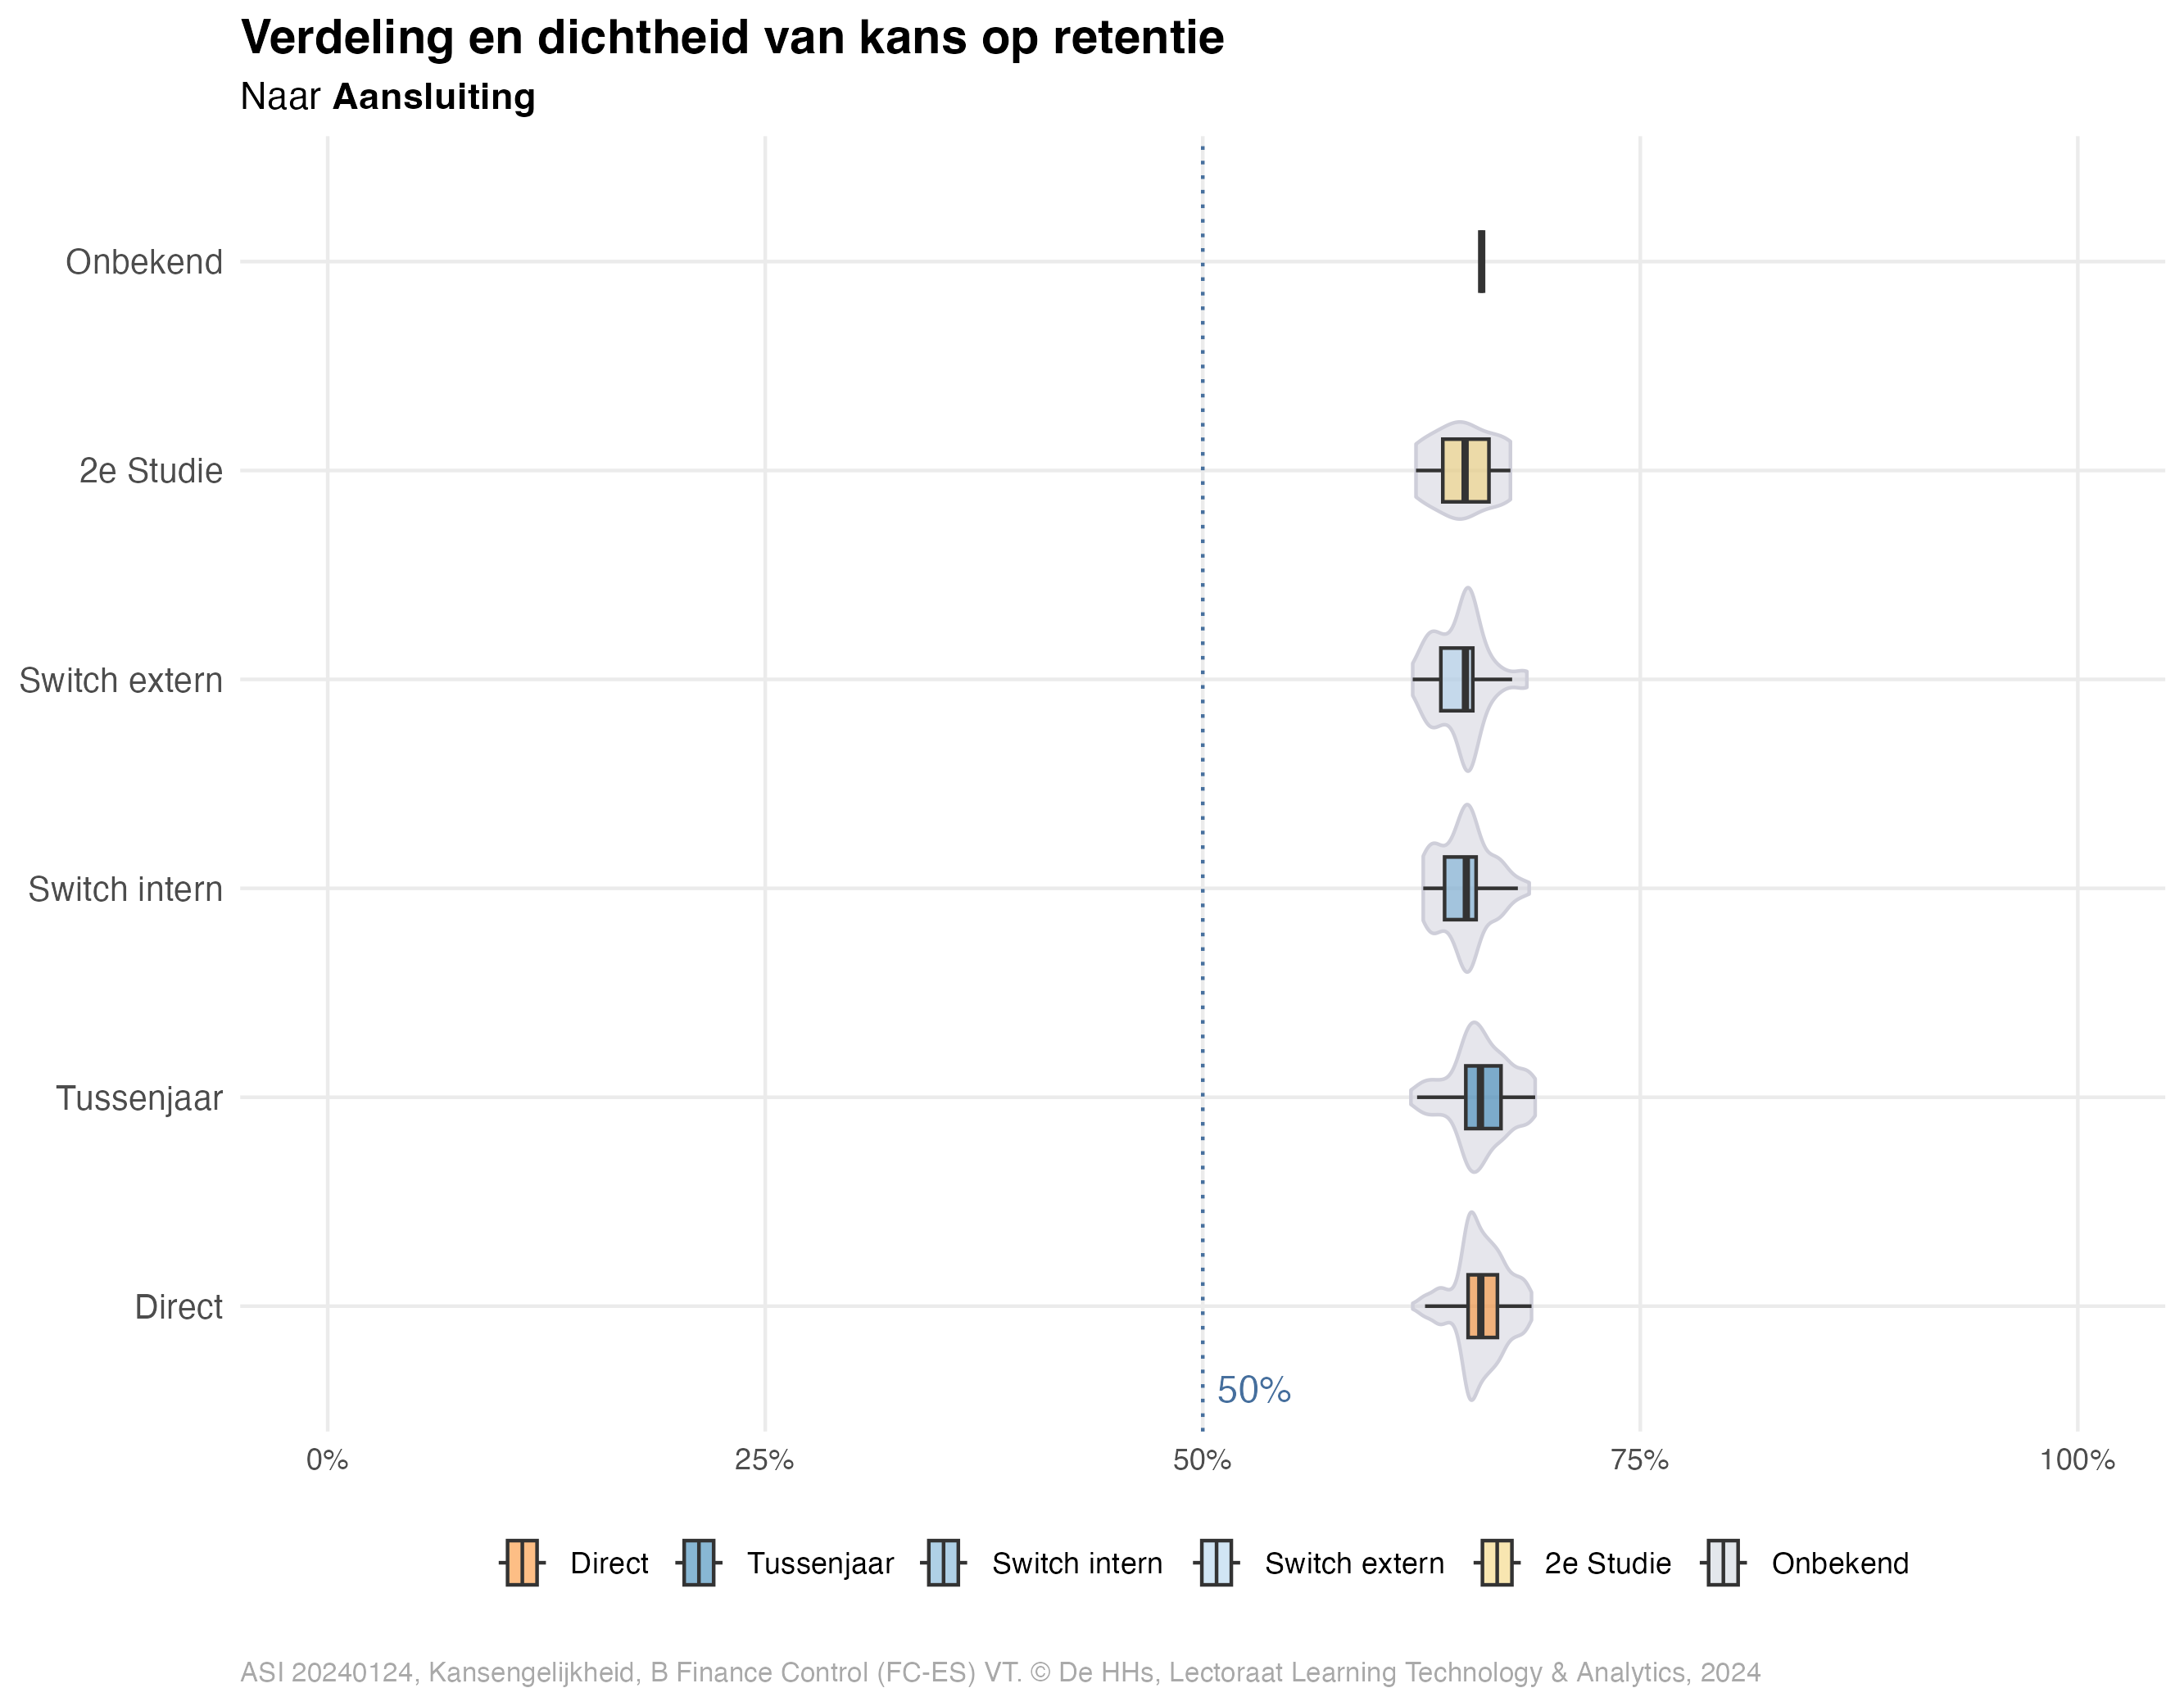 Verdeling en dichtheid van kans op retentie
Naar Aansluiting
Onbekend
2e Studie
Switch extern
Switch intern
Tussenjaar
Direct
50%
0% 25% 50% 75% 100%
Direct Tussenjaar Switch intern Switch extern 2e Studie Onbekend
ASI 20240124, Kansengelijkheid, B Finance Control (FC-ES) VT. © De HHs, Lectoraat Learning Technology & Analytics, 2024